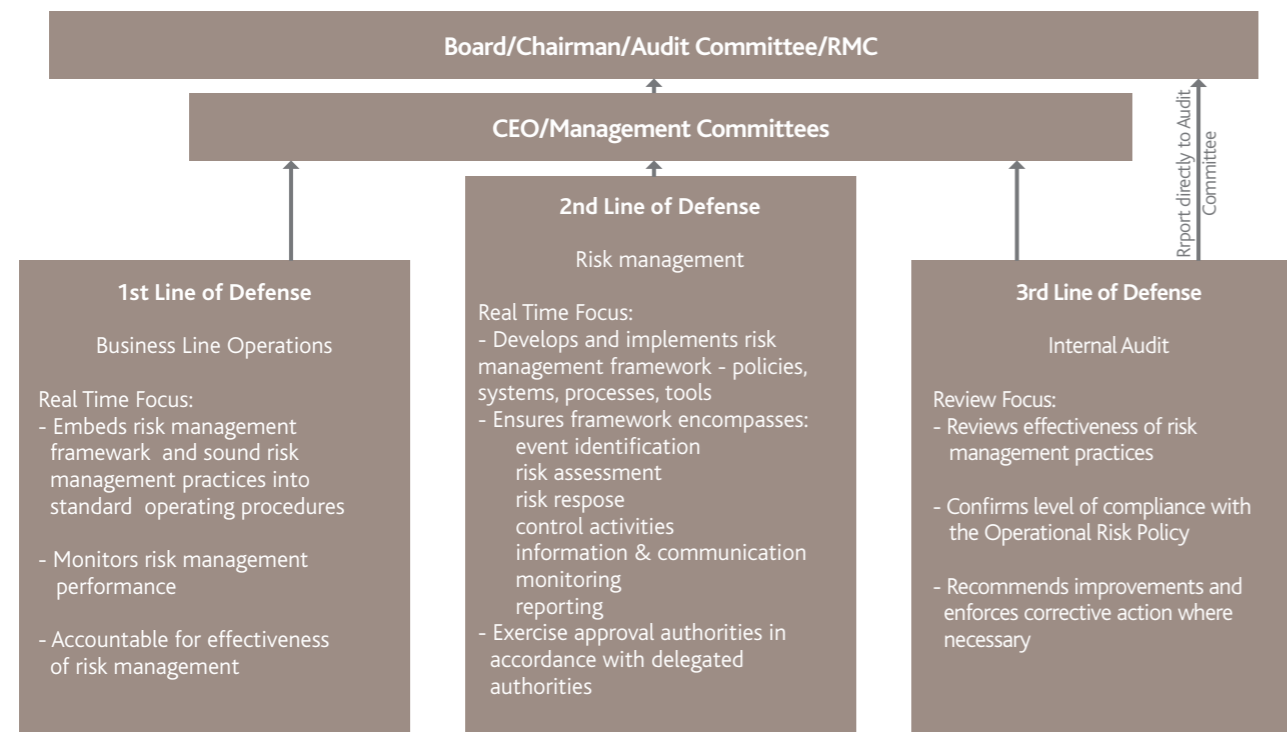 Board/Chairman/Audit Committee/RMC
CEO/Management Committees
Rrport directly to Audit
Committee
1st Line of Defense
Business Line Operations
Real Time Focus:
- Embeds risk management
framewark and sound risk
management practices into
standard operating procedures
- Monitors risk management
performance
- Accountable for effectiveness
of risk management
2nd Line of Defense
Risk management
Real Time Focus:
- Develops and implements risk
management framework - policies,
systems, processes, tools
- Ensures framework encompasses:
event identification
risk assessment
risk respose
control activities
information & communication
monitoring
reporting
- Exercise approval authorities in
accordance with delegated
authorities
3rd Line of Defense
Internal Audit
Review Focus:
- Reviews effectiveness of risk
management practices
- Confirms level of compliance with
the Operational Risk Policy
- Recommends improvements and
enforces corrective action where
necessary